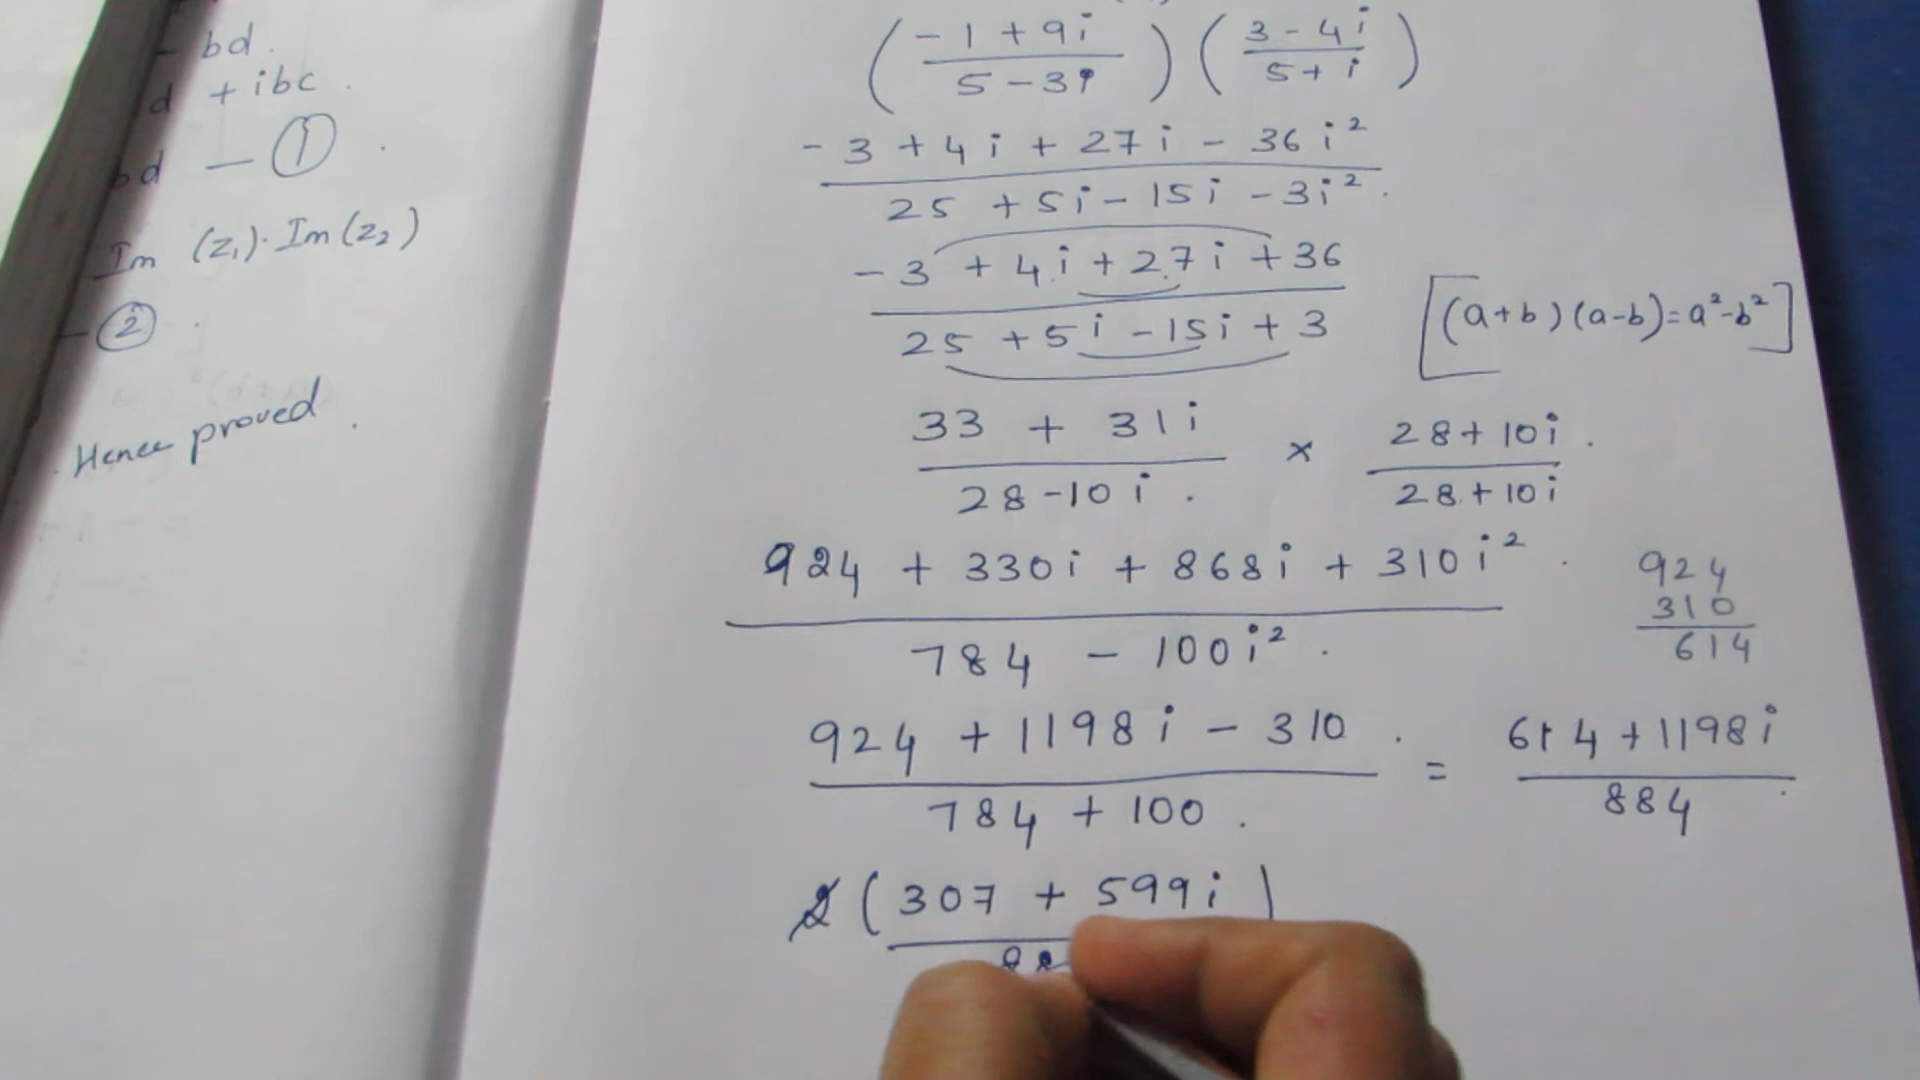 - bd.
d + ibc.
bd — ①
Im (z₁)·Im(z₂)
- ②
Hence proved.
(-1+9i / 5-3i) (3-4i / 5+i)
-3+4i+27i-36i²
25+5i-15i-3i².
-3+4i+27i+36
25+5i-15i+3
[(a+b)(a-b)=a²-b²]
33+31i / 28-10i. × 28+10i / 28+10i.
924+330i+868i+310i².
784-100i².
924
310
614
924+1198i-310. / 784+100. = 614+1198i / 884.
2(307+599i)